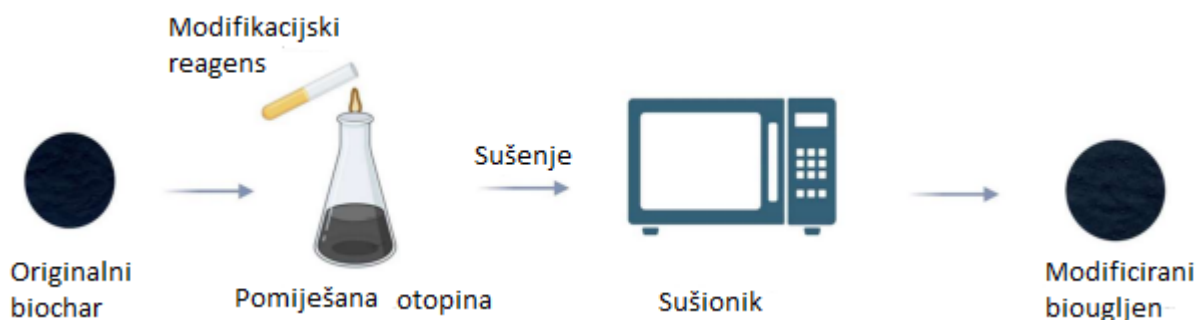 Modifikacijski
reagens
Sušenje
Originalni
biochar
Pomiješana otopina
Sušionik
Modificirani
biougljen